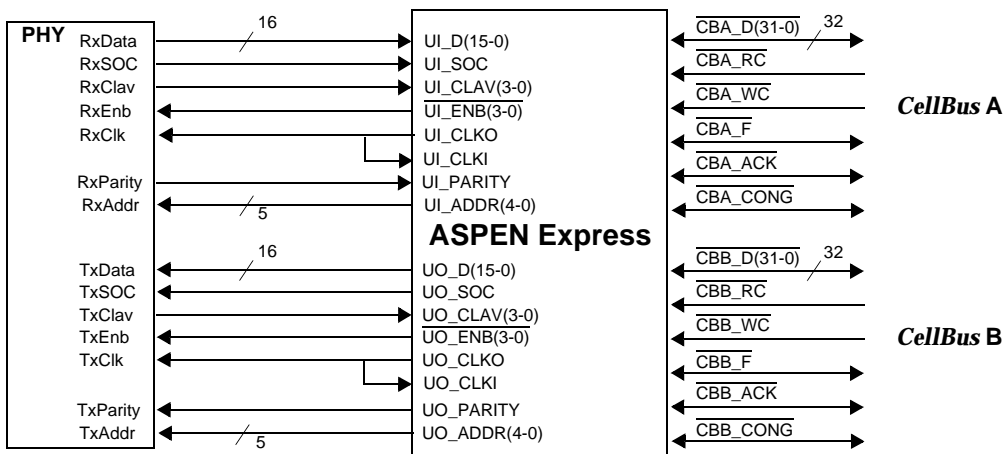 PHY
RxData
RxSOC
RxClav
RxEnb
RxClk
RxParity
RxAddr
TxData
TxSOC
TxClav
TxEnb
TxClk
TxParity
TxAddr
16
5
16
5
UI_D(15-0)
UI_SOC
UI_CLAV(3-0)
UI_ENB(3-0)
UI_CLKO
UI_CLKI
UI_PARITY
UI_ADDR(4-0)
ASPEN Express
UO_D(15-0)
UO_SOC
UO_CLAV(3-0)
UO_ENB(3-0)
UO_CLKO
UO_CLKI
UO_PARITY
UO_ADDR(4-0)
CBA_D(31-0) 32
CBA_RC
CBA_WC
CBA_F
CBA_ACK
CBA_CONG
CellBus A
CBB_D(31-0) 32
CBB_RC
CBB_WC
CBB_F
CBB_ACK
CBB_CONG
CellBus B